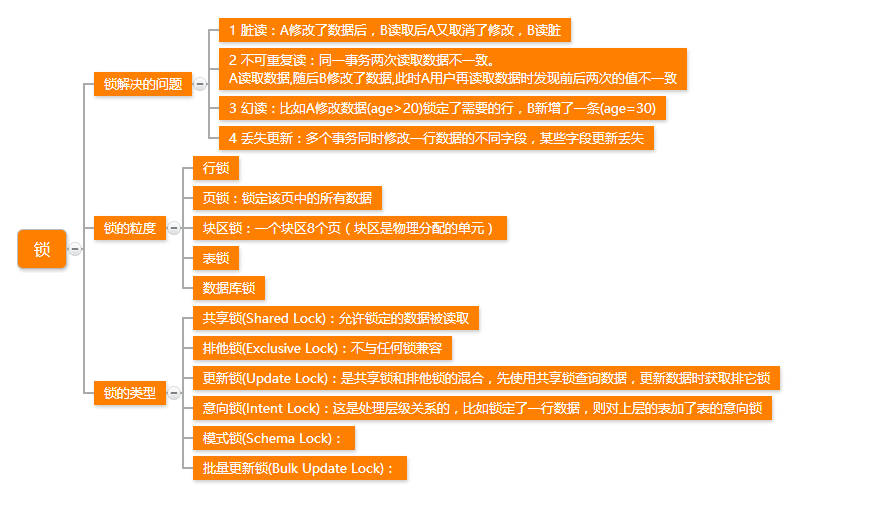 锁
锁解决的问题
1 脏读：A修改了数据后，B读取后A又取消了修改，B读脏
2 不可重复读：同一事务两次读取数据不一致。
A读取数据,随后B修改了数据,此时A用户再读取数据时发现前后两次的值不一致
3 幻读：比如A修改数据(age>20)锁定了需要的行，B新增了一条(age=30)
4 丢失更新：多个事务同时修改一行数据的不同字段，某些字段更新丢失
锁的粒度
行锁
页锁：锁定该页中的所有数据
块区锁：一个块区8个页（块区是物理分配的单元）
表锁
数据库锁
锁的类型
共享锁(Shared Lock)：允许锁定的数据被读取
排他锁(Exclusive Lock)：不与任何锁兼容
更新锁(Update Lock)：是共享锁和排他锁的混合，先使用共享锁查询数据，更新数据时获取排它锁
意向锁(Intent Lock)：这是处理层级关系的，比如锁定了一行数据，则对上层的表加了表的意向锁
模式锁(Schema Lock)：
批量更新锁(Bulk Update Lock)：